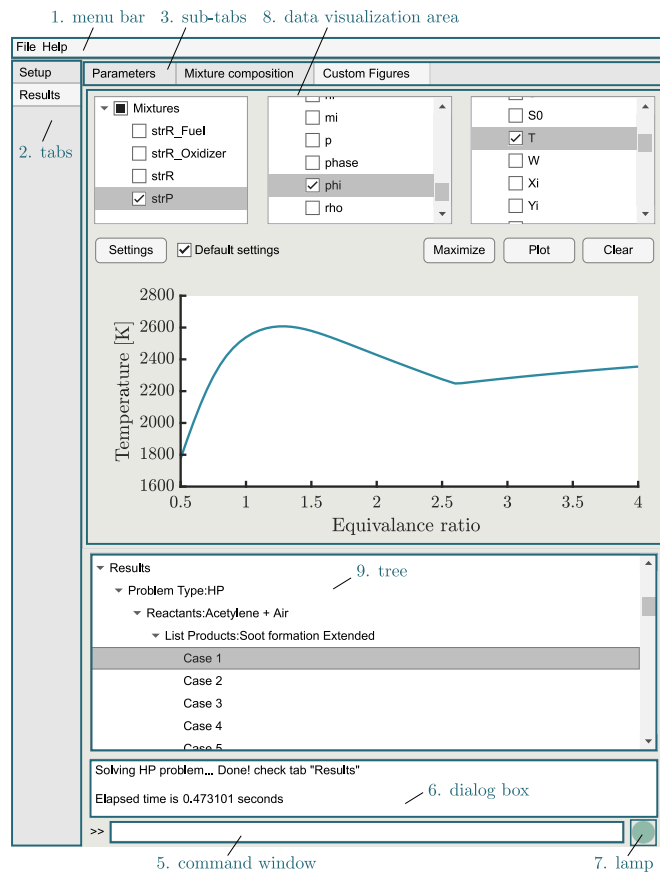 1. menu bar 3. sub-tabs 8. data visualization area
File Help
Setup
Results
2. tabs
Parameters Mixture composition Custom Figures
Mixtures
strR_Fuel
strR_Oxidizer
strR
strP
mi
p
phase
phi
rho
S0
T
W
Xi
Yi
Settings Default settings Maximize Plot Clear
2800
2600
2400
2200
2000
1800
1600
Temperature [K]
0.5 1 1.5 2 2.5 3 3.5 4
Equivalance ratio
9. tree
Results
Problem Type:HP
Reactants:Acetylene + Air
List Products:Soot formation Extended
Case 1
Case 2
Case 3
Case 4
Case 5
Solving HP problem... Done! check tab "Results"
Elapsed time is 0.473101 seconds
6. dialog box
>>
5. command window 7. lamp